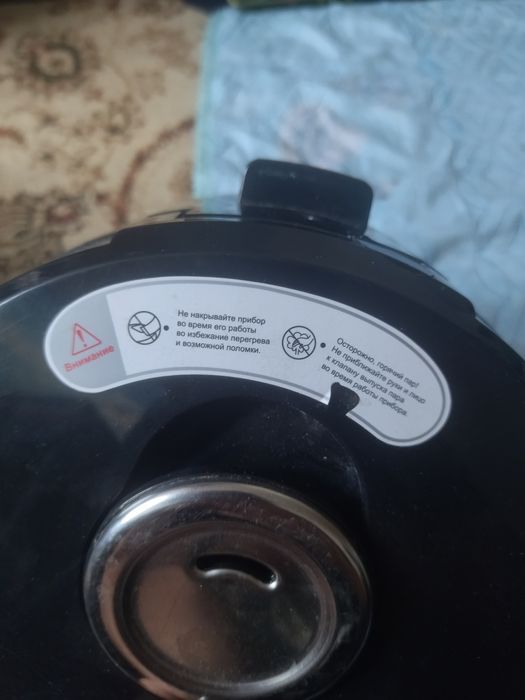 Внимание
Не накрывайте прибор
во время его работы
во избежание перегрева
и возможной поломки.
Осторожно, горячий пар!
Не приближайте руки и лицо
к клапану выпуска пара
во время работы прибора.